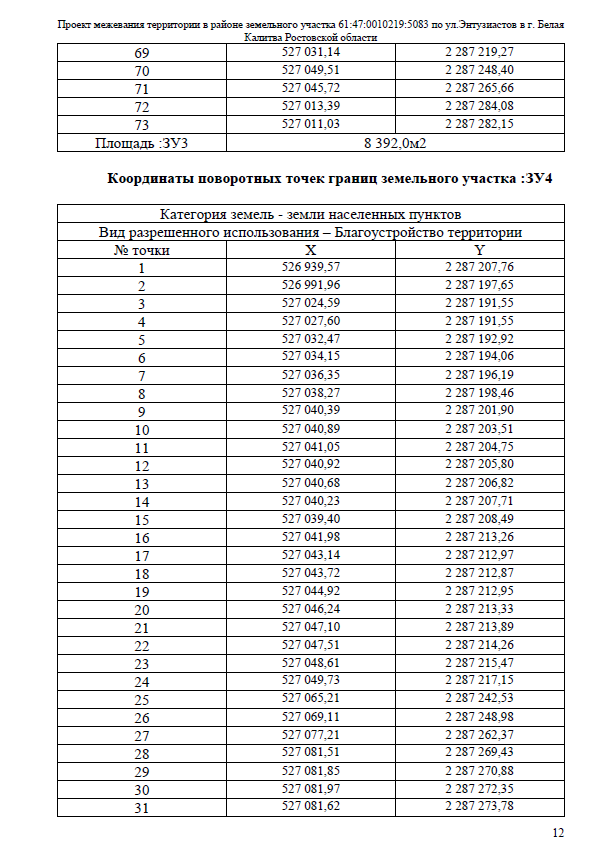 Проект межевания территории в районе земельного участка 61:47:0010219:5083 по ул.Энтузиастов в г. Белая
Калитва Ростовской области
69 527 031,14 2 287 219,27
70 527 049,51 2 287 248,40
71 527 045,72 2 287 265,66
72 527 013,39 2 287 284,08
73 527 011,03 2 287 282,15
Площадь :ЗУ3 8 392,0м2
Координаты поворотных точек границ земельного участка :ЗУ4
Категория земель - земли населенных пунктов
Вид разрешенного использования – Благоустройство территории
№ точки X Y
1 526 939,57 2 287 207,76
2 526 991,96 2 287 197,65
3 527 024,59 2 287 191,55
4 527 027,60 2 287 191,55
5 527 032,47 2 287 192,92
6 527 034,15 2 287 194,06
7 527 036,35 2 287 196,19
8 527 038,27 2 287 198,46
9 527 040,39 2 287 201,90
10 527 040,89 2 287 203,51
11 527 041,05 2 287 204,75
12 527 040,92 2 287 205,80
13 527 040,68 2 287 206,82
14 527 040,23 2 287 207,71
15 527 039,40 2 287 208,49
16 527 041,98 2 287 213,26
17 527 043,14 2 287 212,97
18 527 043,72 2 287 212,87
19 527 044,92 2 287 212,95
20 527 046,24 2 287 213,33
21 527 047,10 2 287 213,89
22 527 047,51 2 287 214,26
23 527 048,61 2 287 215,47
24 527 049,73 2 287 217,15
25 527 065,21 2 287 242,53
26 527 069,11 2 287 248,98
27 527 077,21 2 287 262,37
28 527 081,51 2 287 269,43
29 527 081,85 2 287 270,88
30 527 081,97 2 287 272,35
31 527 081,62 2 287 273,78
12